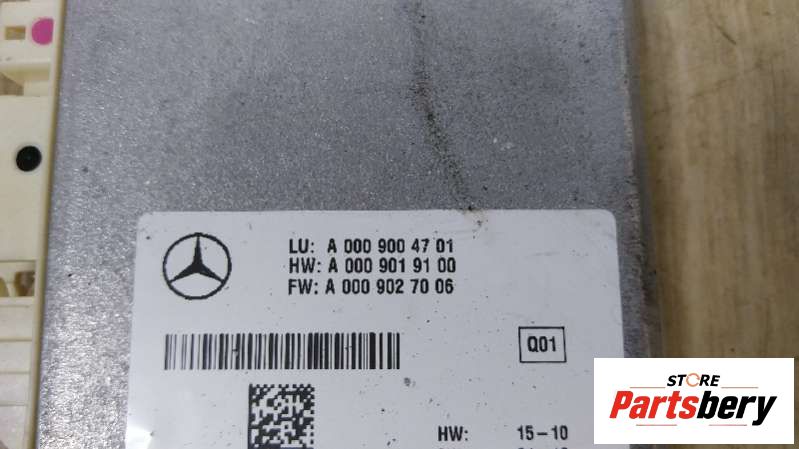 LU: A 000 900 47 01
HW: A 000 901 91 00
FW: A 000 902 70 06
Q01
HW: 15-10
STORE
Partsbery